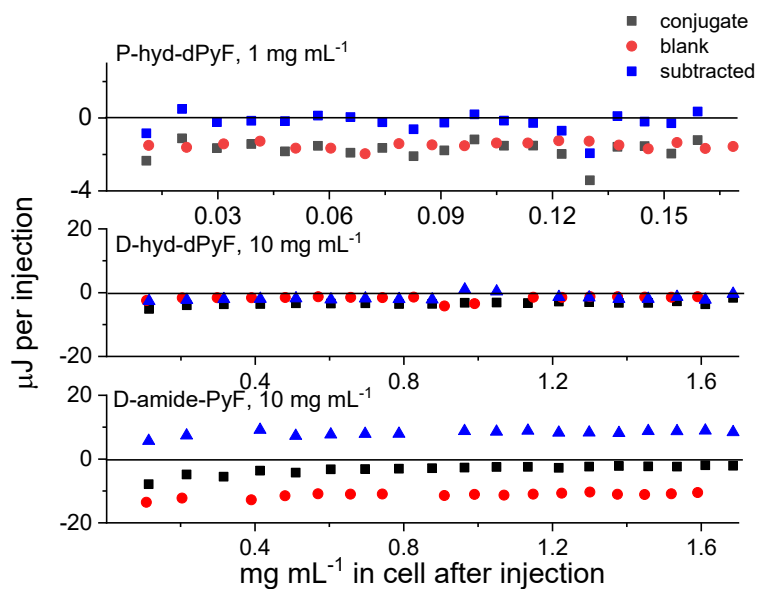 conjugate
blank
subtracted
P-hyd-dPyF, 1 mg mL⁻¹
0
-4
0.03 0.06 0.09 0.12 0.15
D-hyd-dPyF, 10 mg mL⁻¹
20
0
-20
0.4 0.8 1.2 1.6
D-amide-PyF, 10 mg mL⁻¹
20
0
-20
0.4 0.8 1.2 1.6
µJ per injection
mg mL⁻¹ in cell after injection